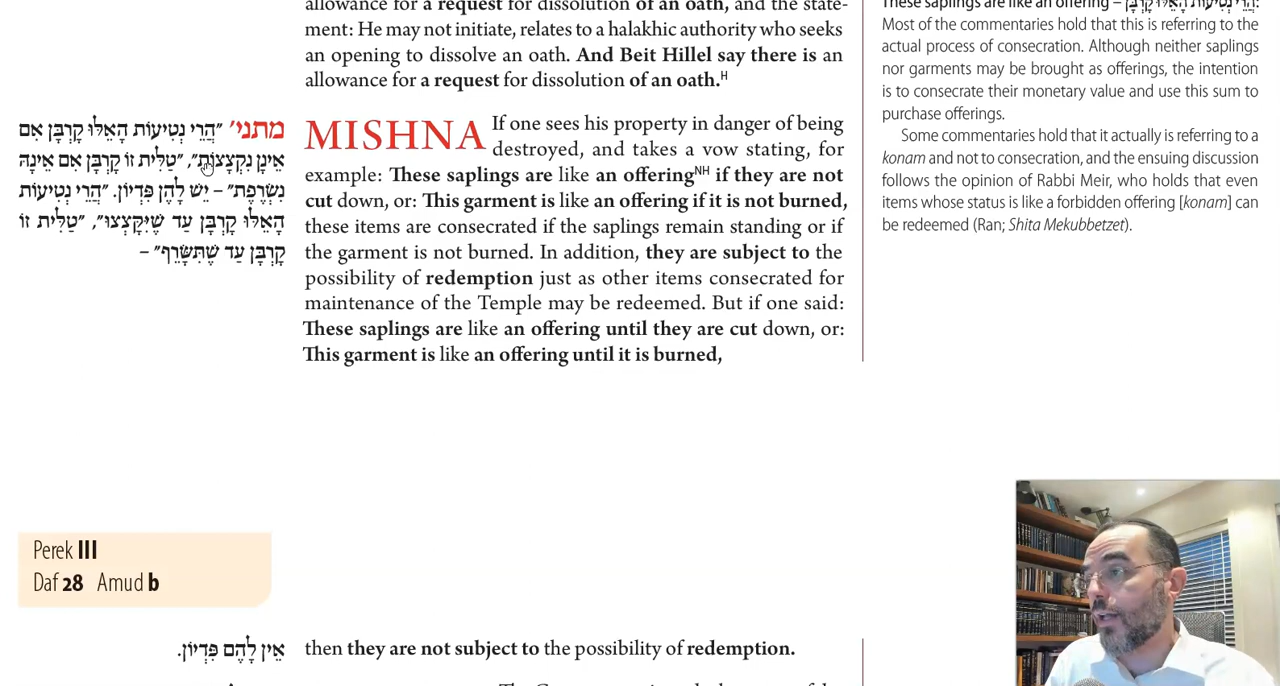 allowance for a request for dissolution of an oath, and the state-
ment: He may not initiate, relates to a halakhic authority who seeks
an opening to dissolve an oath. And Beit Hillel say there is an
allowance for a request for dissolution of an oath.H
מתני׳ ״הֲרֵי נְטִיעוֹת הָאֵלּוּ קָרְבָּן אִם
אֵינָן נִקְצָצוֹת״, ״טַלִּית זוֹ קָרְבָּן אִם אֵינָהּ
נִשְׂרֶפֶת״ – יֵשׁ לָהֶן פִּדְיוֹן. ״הֲרֵי נְטִיעוֹת
הָאֵלּוּ קָרְבָּן עַד שֶׁיִּקָּצְצוּ״, ״טַלִּית זוֹ
קָרְבָּן עַד שֶׁתִּשָּׂרֵף״ –
MISHNA If one sees his property in danger of being
destroyed, and takes a vow stating, for
example: These saplings are like an offeringNH if they are not
cut down, or: This garment is like an offering if it is not burned,
these items are consecrated if the saplings remain standing or if
the garment is not burned. In addition, they are subject to the
possibility of redemption just as other items consecrated for
maintenance of the Temple may be redeemed. But if one said:
These saplings are like an offering until they are cut down, or:
This garment is like an offering until it is burned,
These saplings are like an offering – הֲרֵי נְטִיעוֹת הָאֵלּוּ קָרְבָּן:
Most of the commentaries hold that this is referring to the
actual process of consecration. Although neither saplings
nor garments may be brought as offerings, the intention
is to consecrate their monetary value and use this sum to
purchase offerings.
Some commentaries hold that it actually is referring to a
konam and not to consecration, and the ensuing discussion
follows the opinion of Rabbi Meir, who holds that even
items whose status is like a forbidden offering [konam] can
be redeemed (Ran; Shita Mekubbetzet).
Perek III
Daf 28 Amud b
אֵין לָהֶם פִּדְיוֹן.
then they are not subject to the possibility of redemption.